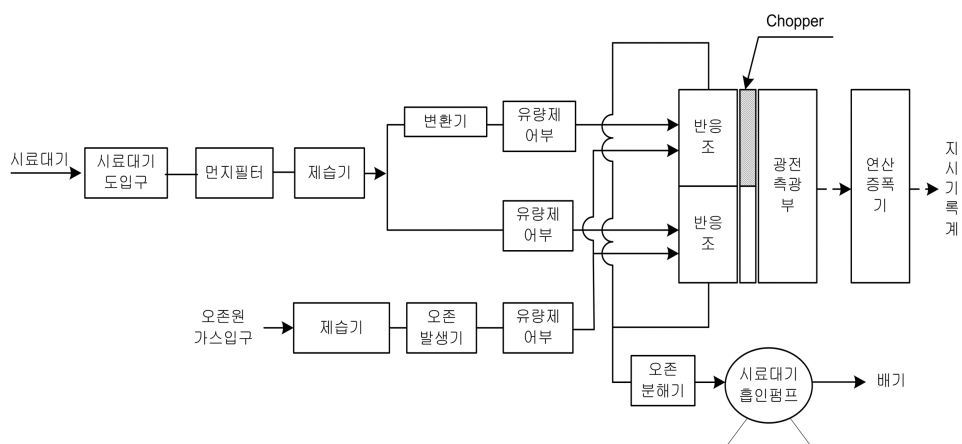 Chopper
시료대기
시료대기
도입구
먼지필터
제습기
변환기
유량제
어부
유량제
어부
반응
조
반응
조
광전
측광
부
연산
증폭
기
지
시
기
록
계
오존원
가스입구
제습기
오존
발생기
유량제
어부
오존
분해기
시료대기
흡인펌프
배기